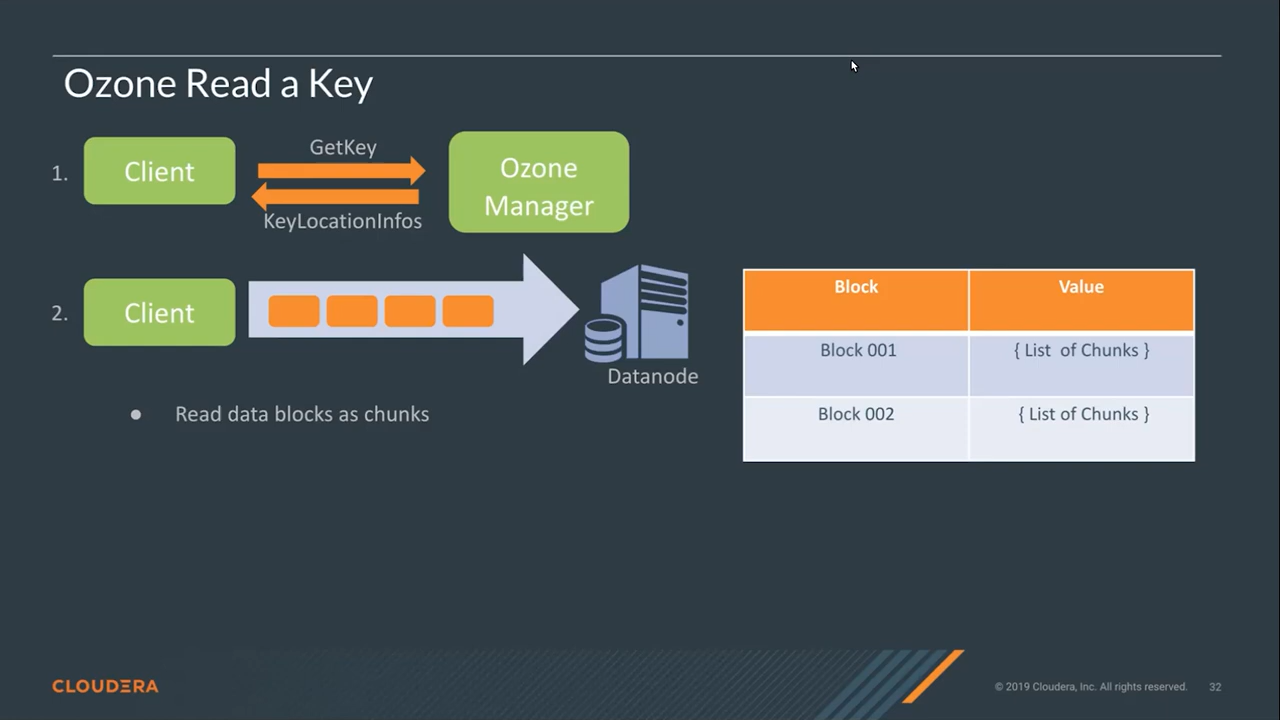 Ozone Read a Key
1.
Client
GetKey
KeyLocationInfos
Ozone
Manager
2.
Client
Datanode
● Read data blocks as chunks
Block Value
Block 001 { List of Chunks }
Block 002 { List of Chunks }
CLOUDERA
© 2019 Cloudera, Inc. All rights reserved. 32